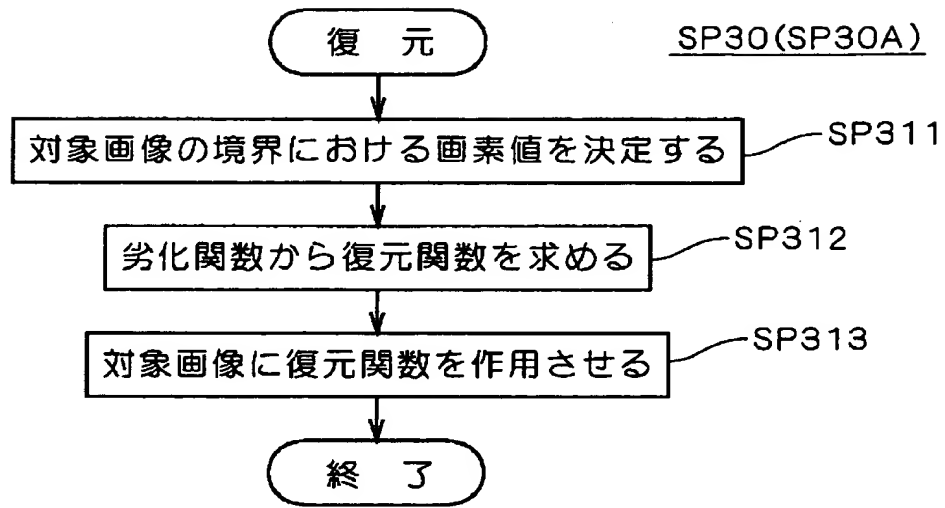 復 元
SP30(SP30A)
対象画像の境界における画素値を決定する
SP311
劣化関数から復元関数を求める
SP312
対象画像に復元関数を作用させる
SP313
終 了